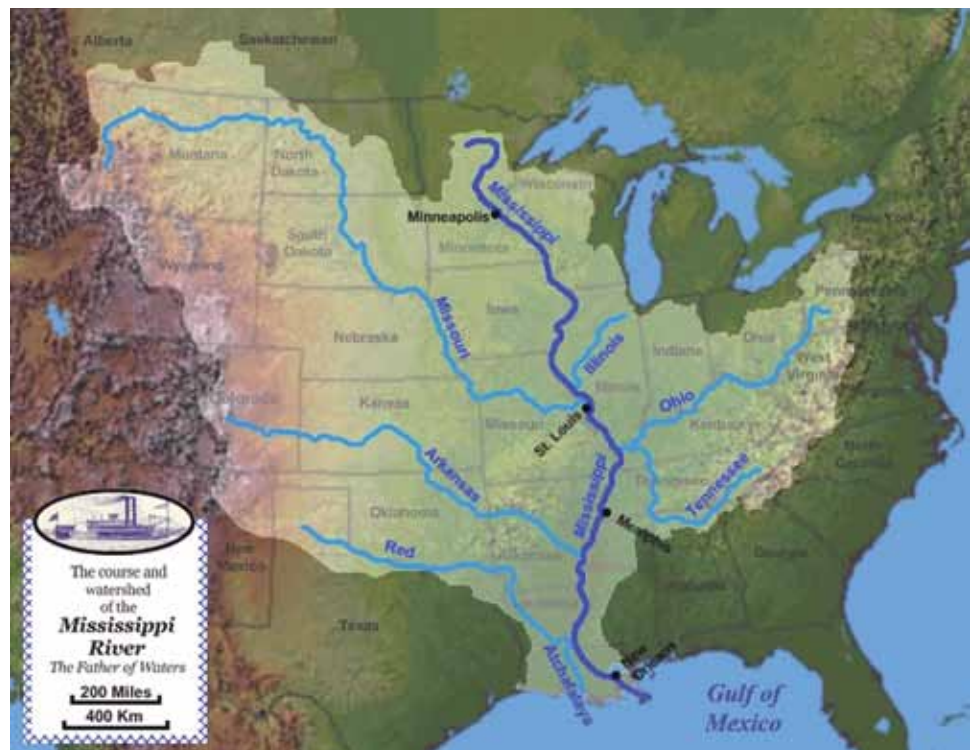 Alberta
Saskatchewan
Montana
North
Dakota
Minneapolis
Mississippi
Wisconsin
Minnesota
South
Dakota
Wyoming
Iowa
Nebraska
Missouri
Illinois
Indiana
Ohio
Pennsylvania
West
Virginia
Illinois
Colorado
Kansas
Missouri
St. Louis
Ohio
Kentucky
North
Carolina
Arkansas
Mississippi
Tennessee
Tennessee
Oklahoma
Arkansas
Memphis
Red
New
Mexico
Georgia
Alabama
Texas
Atchafalaya
New
Orleans
Gulf of
Mexico
The course and
watershed
of the
Mississippi
River
The Father of Waters
200 Miles
400 Km